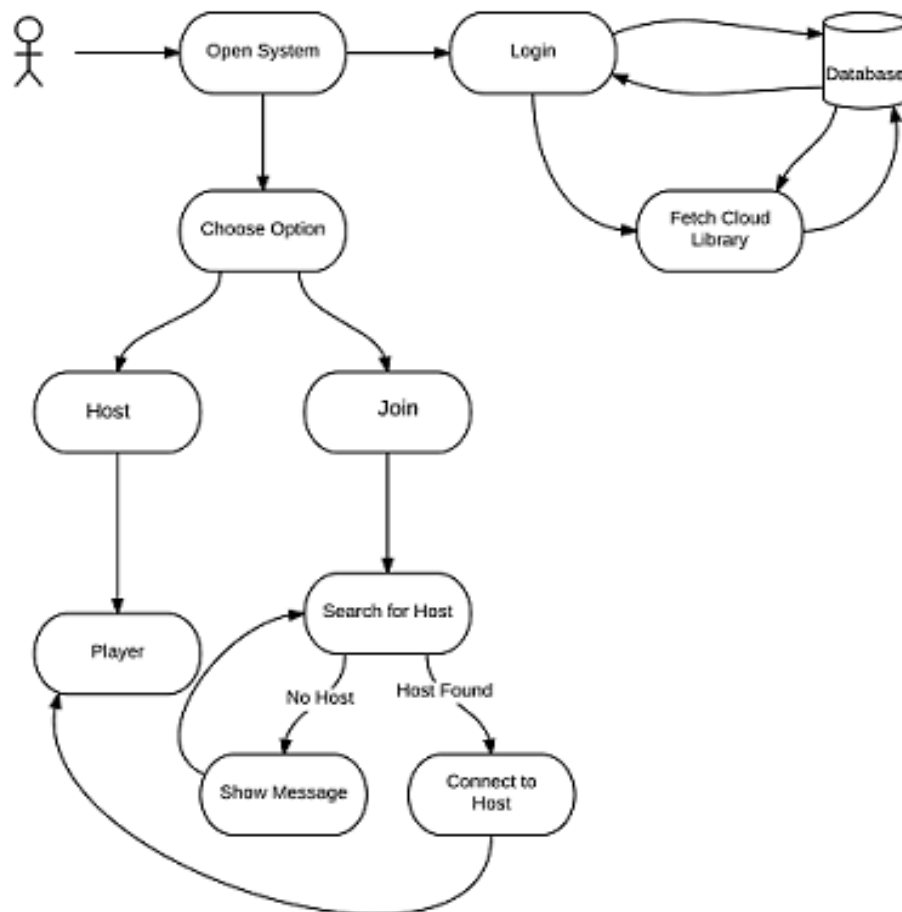 Open System
Login
Database
Choose Option
Fetch Cloud
Library
Host
Join
Search for Host
Player
No Host
Host Found
Show Message
Connect to
Host